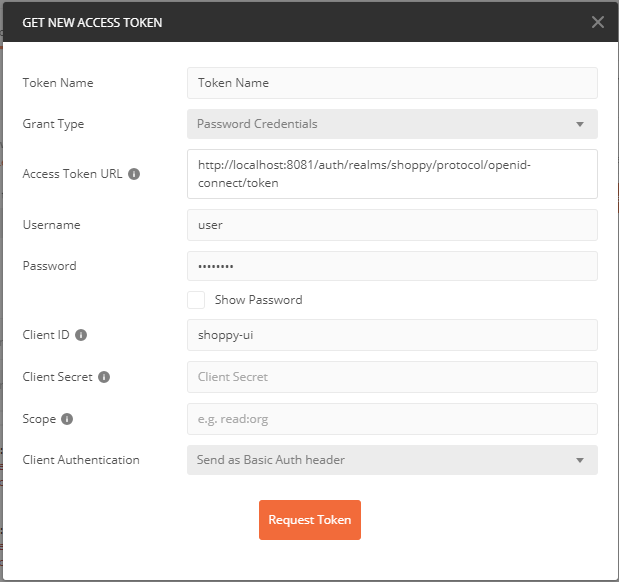 GET NEW ACCESS TOKEN
Token Name
Token Name
Grant Type
Password Credentials
Access Token URL
http://localhost:8081/auth/realms/shoppy/protocol/openid-
connect/token
Username
user
Password
••••••••
Show Password
Client ID
shoppy-ui
Client Secret
Client Secret
Scope
e.g. read:org
Client Authentication
Send as Basic Auth header
Request Token